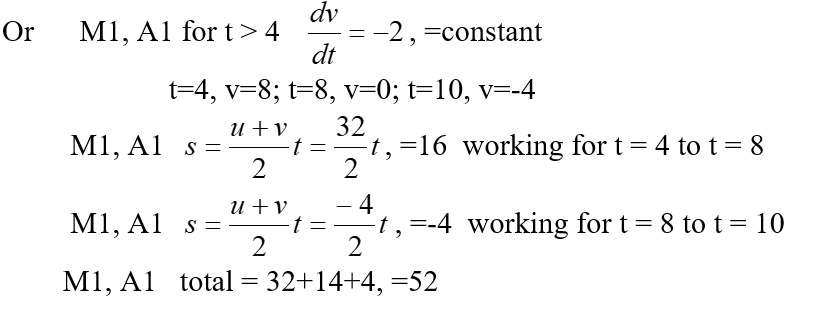 Or M1, A1 for t > 4 dv/dt = −2 , =constant
t=4, v=8; t=8, v=0; t=10, v=-4
M1, A1 s = (u + v)/2 t = 32/2 t , =16 working for t = 4 to t = 8
M1, A1 s = (u + v)/2 t = (− 4)/2 t , =-4 working for t = 8 to t = 10
M1, A1 total = 32+14+4, =52